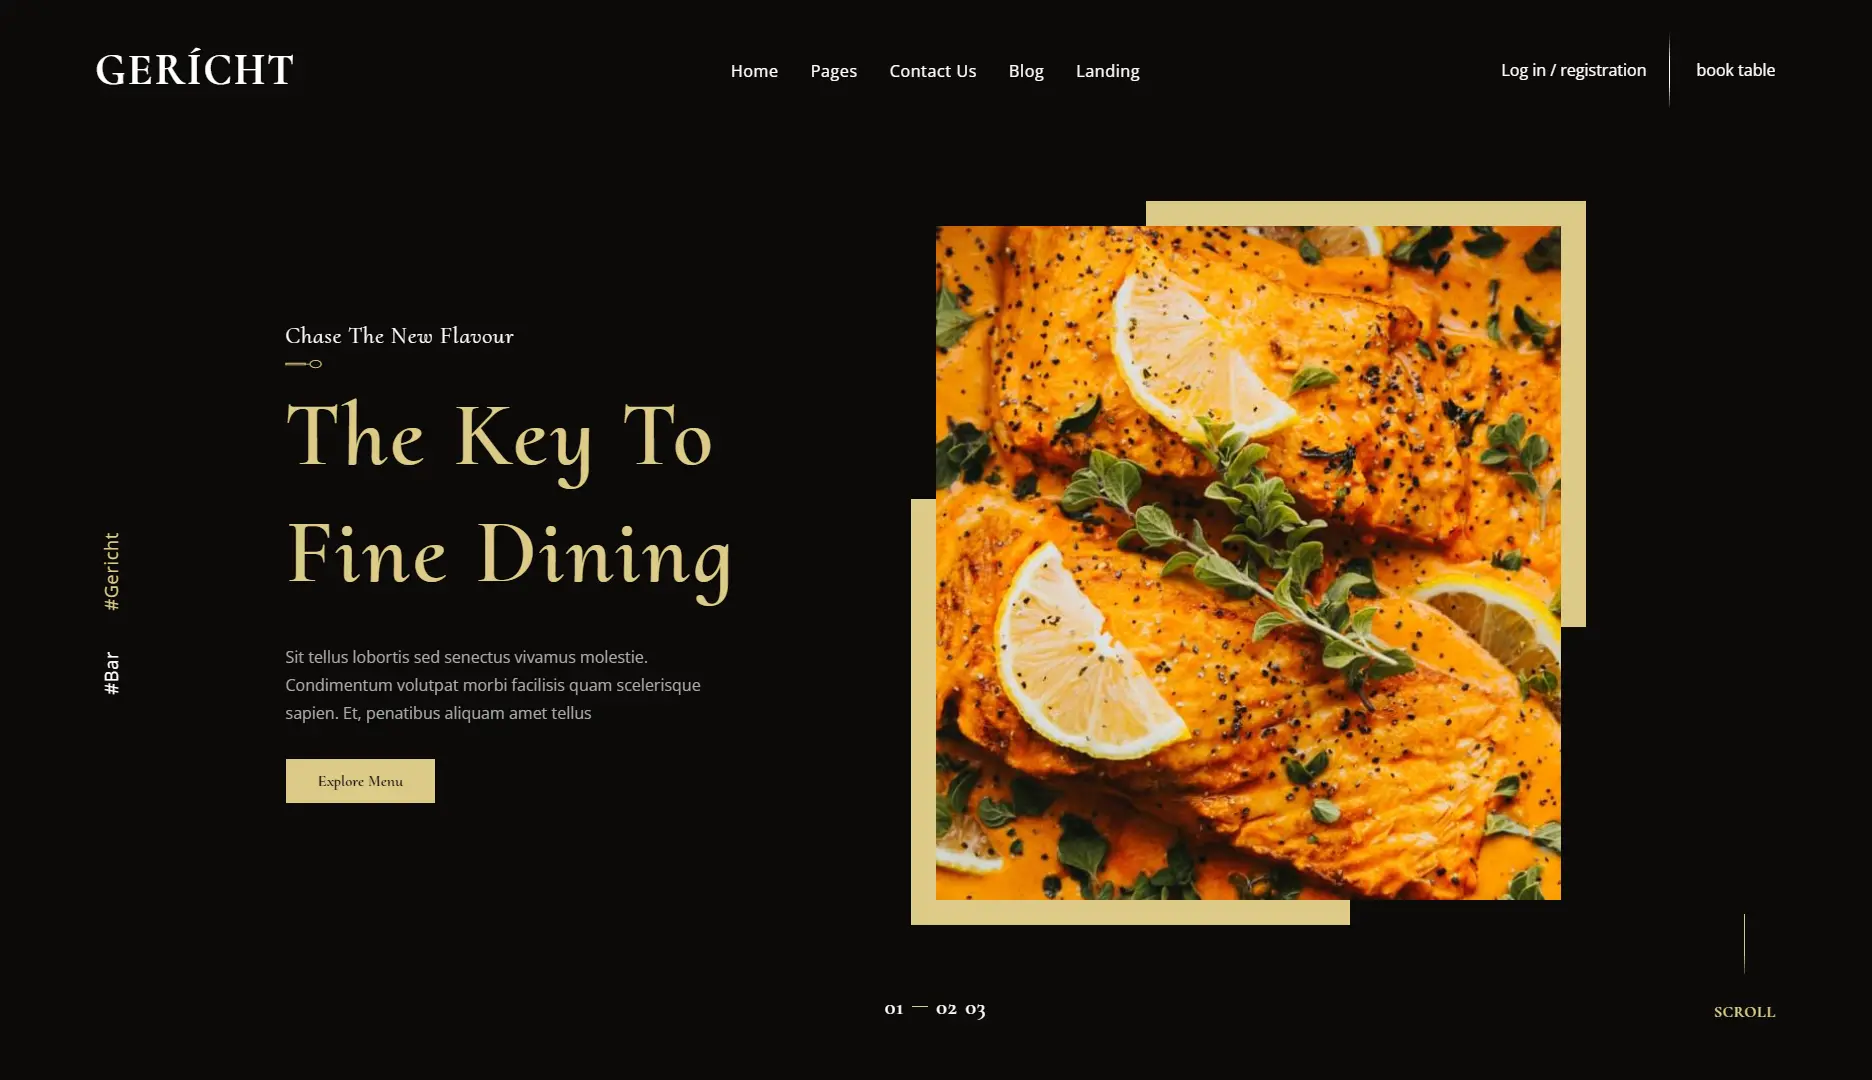 GERÍCHT
Home Pages Contact Us Blog Landing
Log in / registration book table
Chase The New Flavour
The Key To
Fine Dining
Sit tellus lobortis sed senectus vivamus molestie.
Condimentum volutpat morbi facilisis quam scelerisque
sapien. Et, penatibus aliquam amet tellus
Explore Menu
#Gericht
#Bar
01 — 02 03
SCROLL